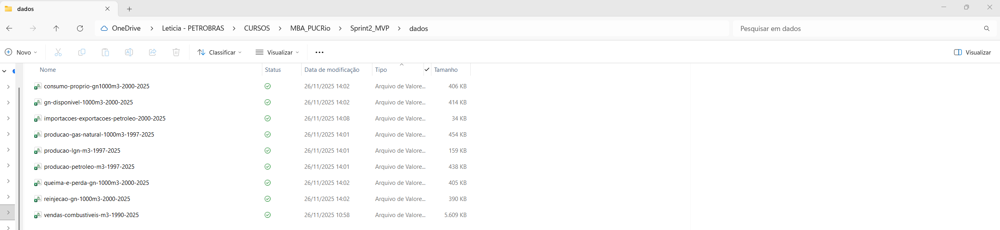 dados
OneDrive > Leticia - PETROBRAS > CURSOS > MBA_PUCRio > Sprint2_MVP > dados
Pesquisar em dados
Novo Classificar Visualizar ••• Visualizar
Nome Status Data de modificação Tipo Tamanho
consumo-proprio-gn1000m3-2000-2025 26/11/2025 14:02 Arquivo de Valore... 406 KB
gn-disponivel-1000m3-2000-2025 26/11/2025 14:02 Arquivo de Valore... 414 KB
importacoes-exportacoes-petroleo-2000-2025 26/11/2025 14:08 Arquivo de Valore... 34 KB
producao-gas-natural-1000m3-1997-2025 26/11/2025 14:01 Arquivo de Valore... 454 KB
producao-lgn-m3-1997-2025 26/11/2025 14:01 Arquivo de Valore... 159 KB
producao-petroleo-m3-1997-2025 26/11/2025 14:01 Arquivo de Valore... 438 KB
queima-e-perda-gn-1000m3-2000-2025 26/11/2025 14:02 Arquivo de Valore... 405 KB
reinjecao-gn-1000m3-2000-2025 26/11/2025 14:02 Arquivo de Valore... 390 KB
vendas-combustiveis-m3-1990-2025 26/11/2025 10:58 Arquivo de Valore... 5.609 KB